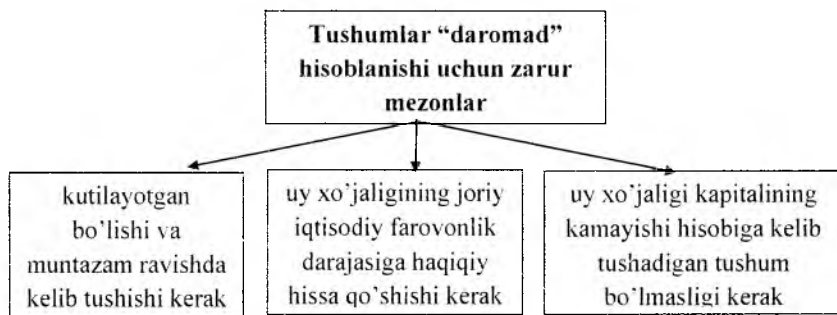 Tushumlar “daromad”
hisoblanishi uchun zarur
mezonlar
kutilayotgan
bo’lishi va
muntazam ravishda
kelib tushishi kerak
uy xo’jaligining joriy
iqtisodiy farovonlik
darajasiga haqiqiy
hissa qo’shishi kerak
uy xo’jaligi kapitalining
kamayishi hisobiga kelib
tushadigan tushum
bo’lmasligi kerak